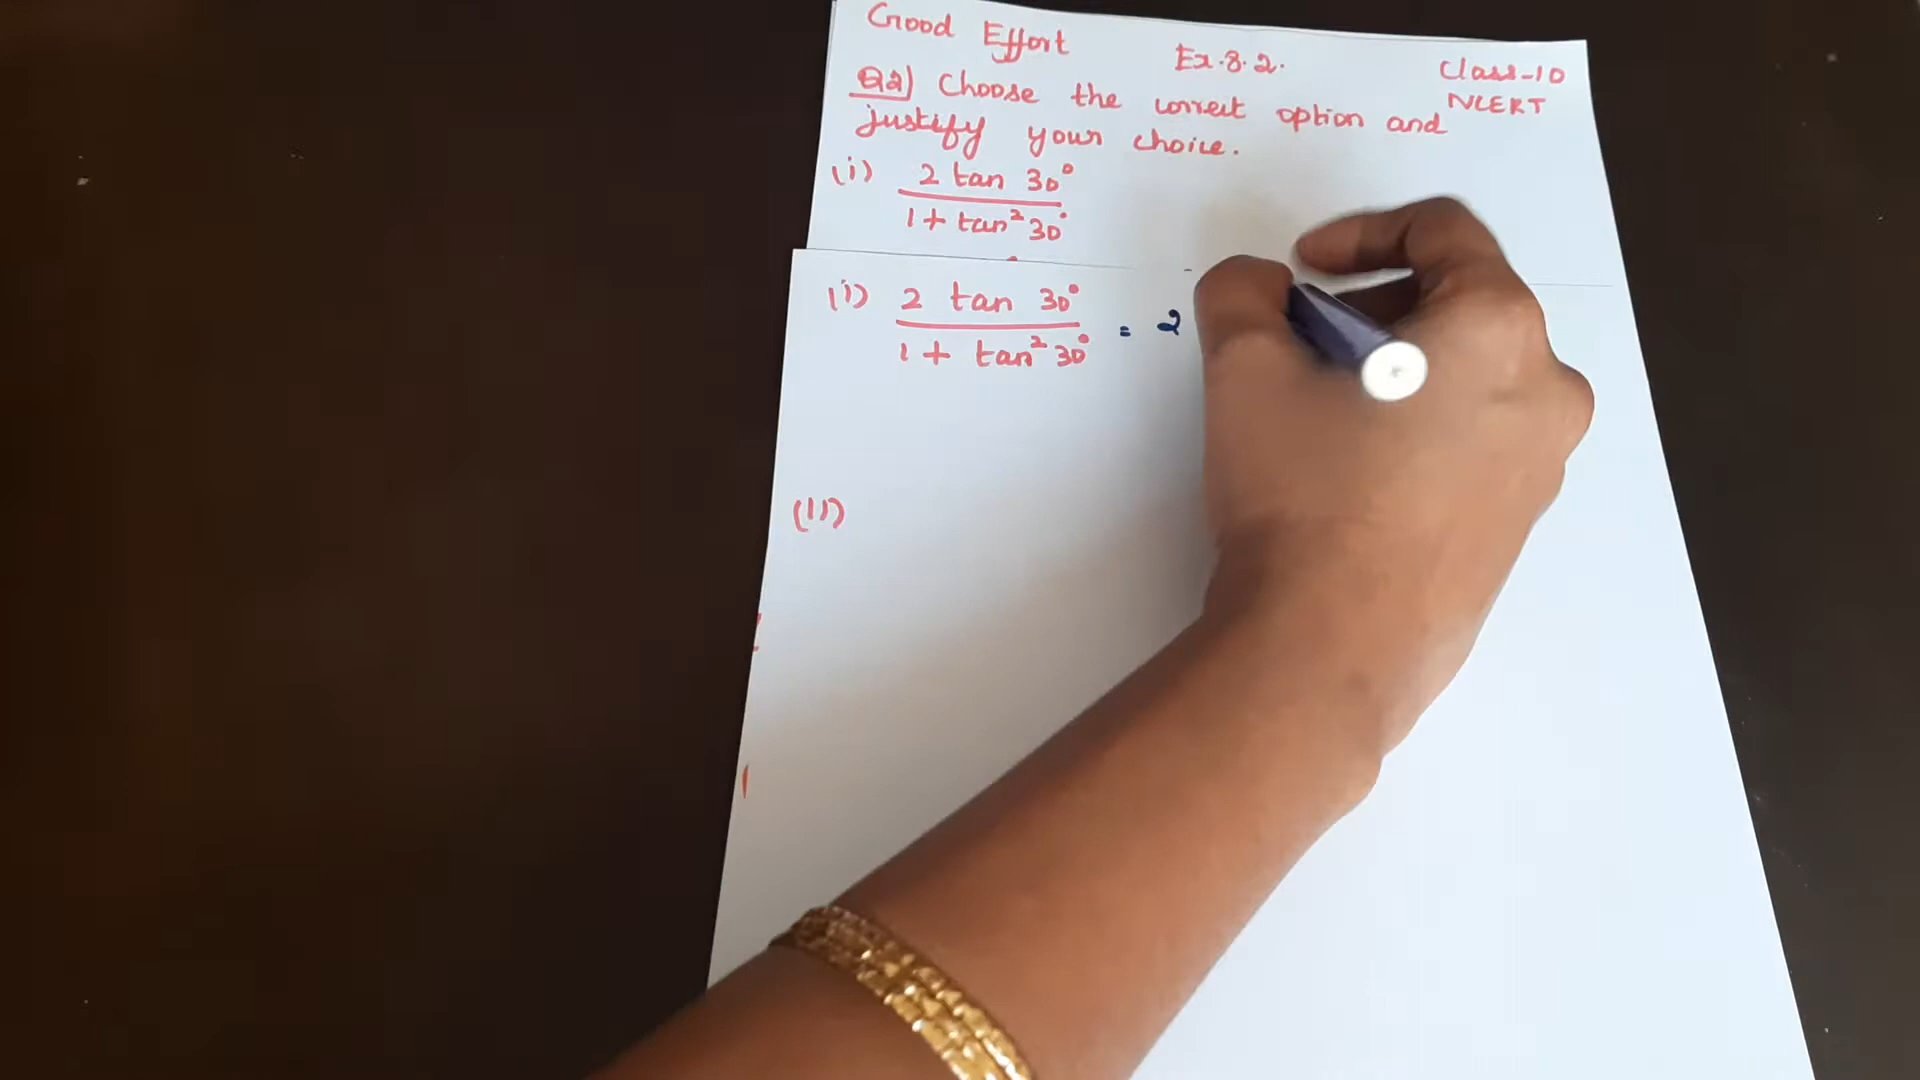 Good Effort Ex.8.2. Class-10
NCERT
Q2) Choose the correct option and
justify your choice.
(i) 2 tan 30°
1 + tan² 30°
(i) 2 tan 30°
1 + tan² 30° = 2
(ii)